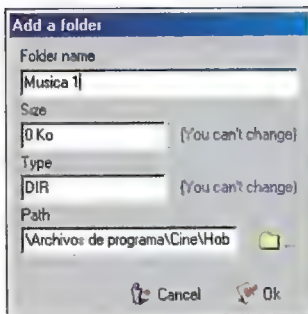 Add a folder
Folder name
Musica 1
Size
0 Ko (You can't change)
Type
DIR (You can't change)
Path
\Archivos de programa\Cine\Hob
...
Cancel Ok